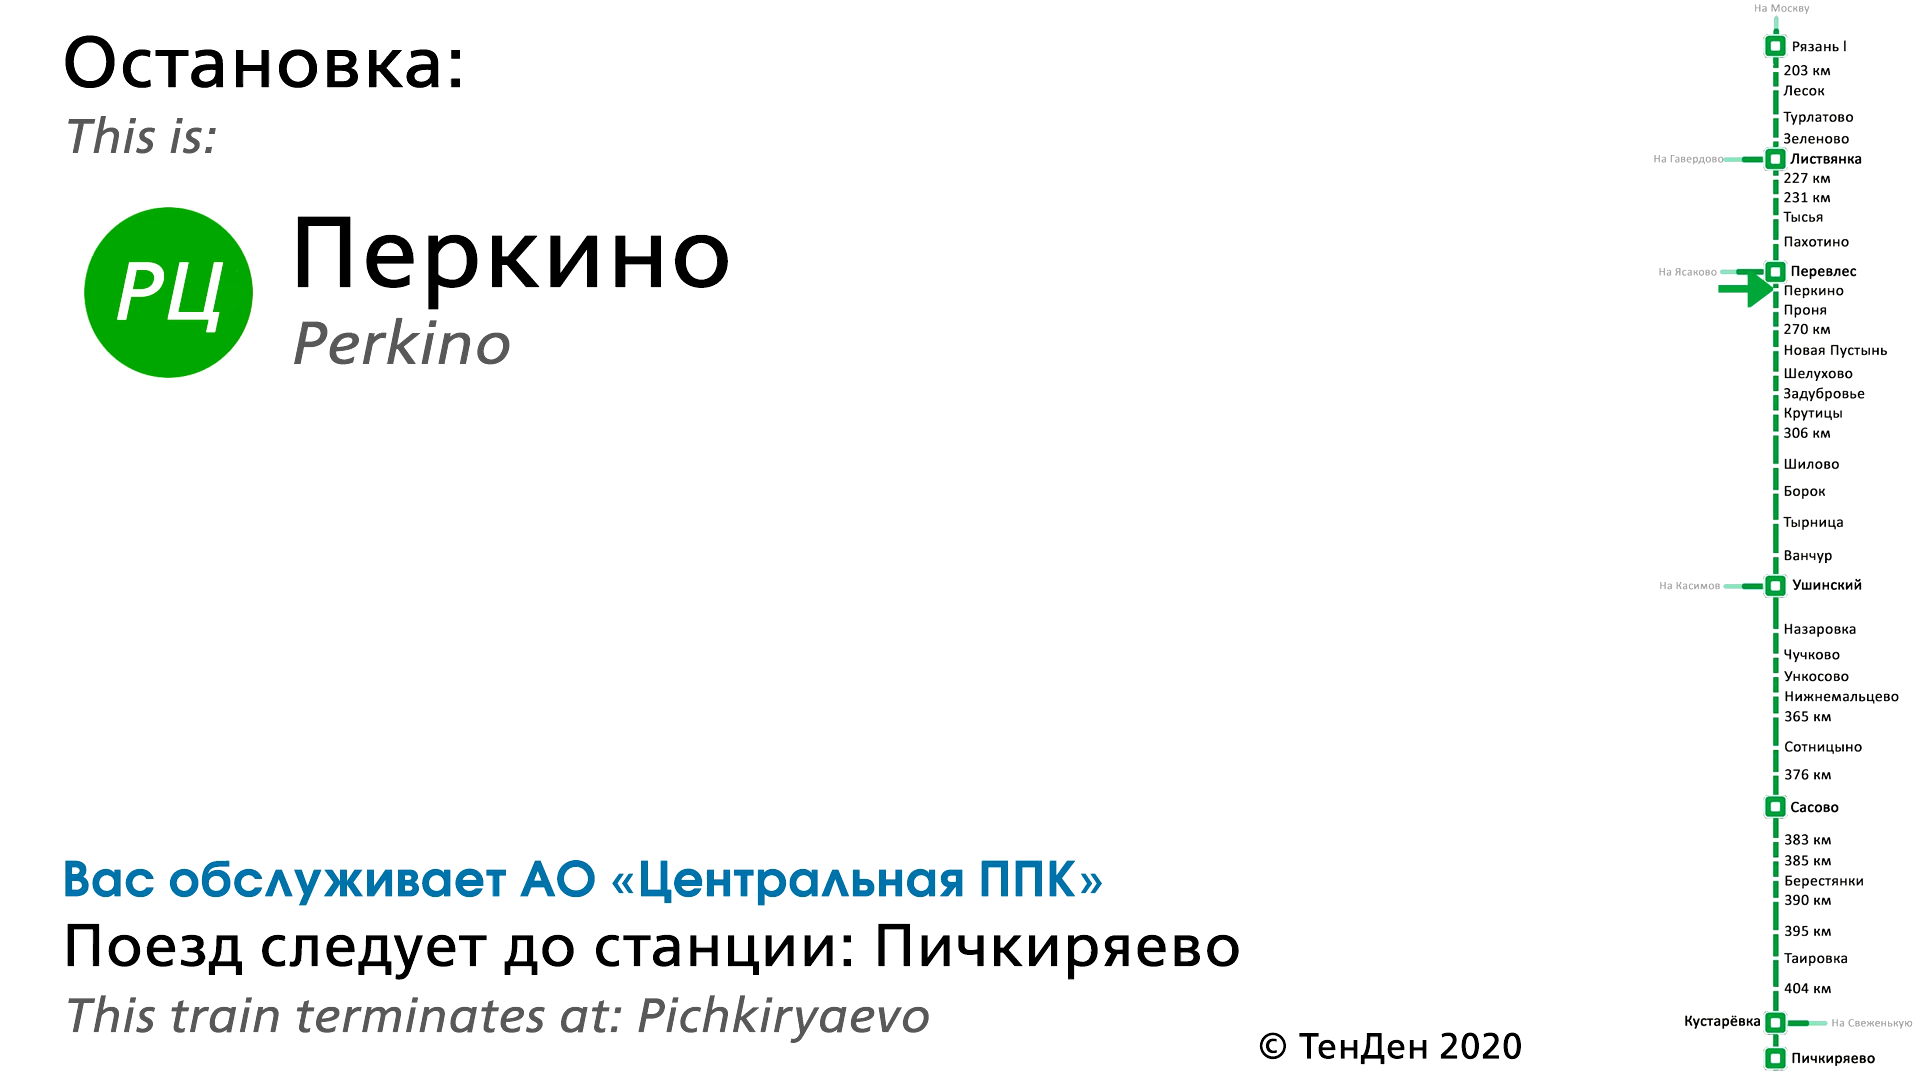 Остановка:
This is:
РЦ
Перкино
Perkino
Вас обслуживает АО «Центральная ППК»
Поезд следует до станции: Пичкиряево
This train terminates at: Pichkiryaevo
© ТенДен 2020
На Москву
Рязань I
203 км
Лесок
Турлатово
Зеленово
На Гавердово
Листвянка
227 км
231 км
Тысья
Пахотино
На Ясаково
Перевлес
Перкино
Проня
270 км
Новая Пустынь
Шелухово
Задубровье
Крутицы
306 км
Шилово
Борок
Тырница
Ванчур
На Касимов
Ушинский
Назаровка
Чучково
Ункосово
Нижнемальцево
365 км
Сотницыно
376 км
Сасово
383 км
385 км
Берестянки
390 км
395 км
Таировка
404 км
Кустарёвка
На Свеженькую
Пичкиряево